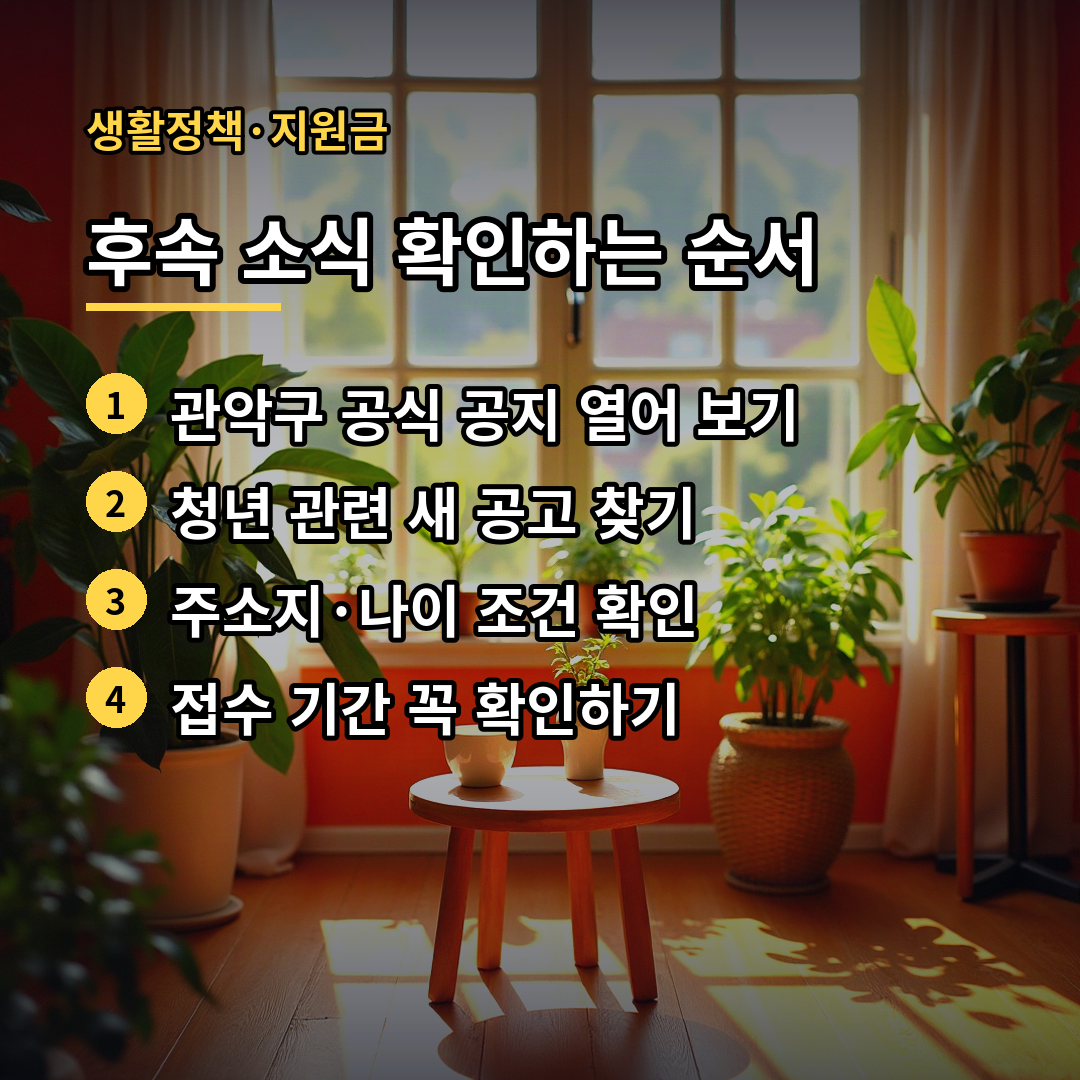 생활정책·지원금
후속 소식 확인하는 순서
1 관악구 공식 공지 열어 보기
2 청년 관련 새 공고 찾기
3 주소지·나이 조건 확인
4 접수 기간 꼭 확인하기